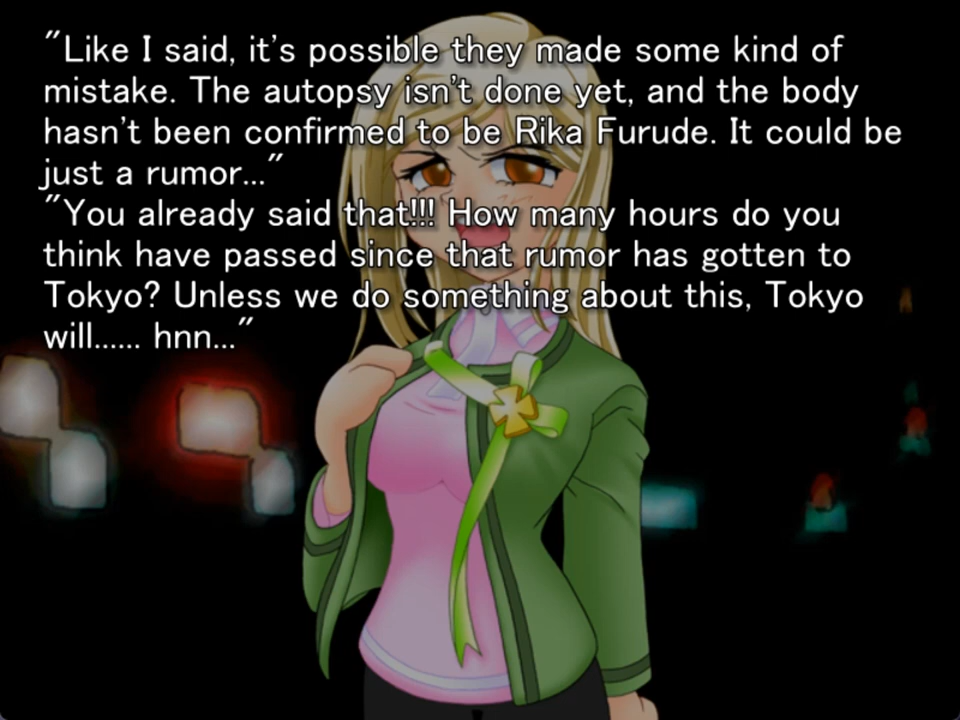 "Like I said, it's possible they made some kind of
mistake. The autopsy isn't done yet, and the body
hasn't been confirmed to be Rika Furude. It could be
just a rumor..."
"You already said that!!! How many hours do you
think have passed since that rumor has gotten to
Tokyo? Unless we do something about this, Tokyo
will...... hnn..."